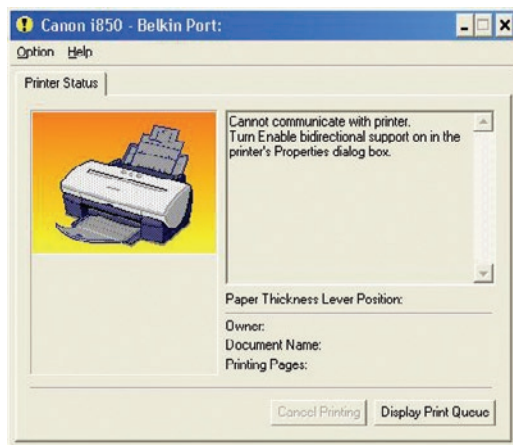 Canon i850 - Belkin Port:
Option Help
Printer Status
Cannot communicate with printer.
Turn Enable bidirectional support on in the
printer's Properties dialog box.
Paper Thickness Lever Position:
Owner:
Document Name:
Printing Pages:
Cancel Printing Display Print Queue